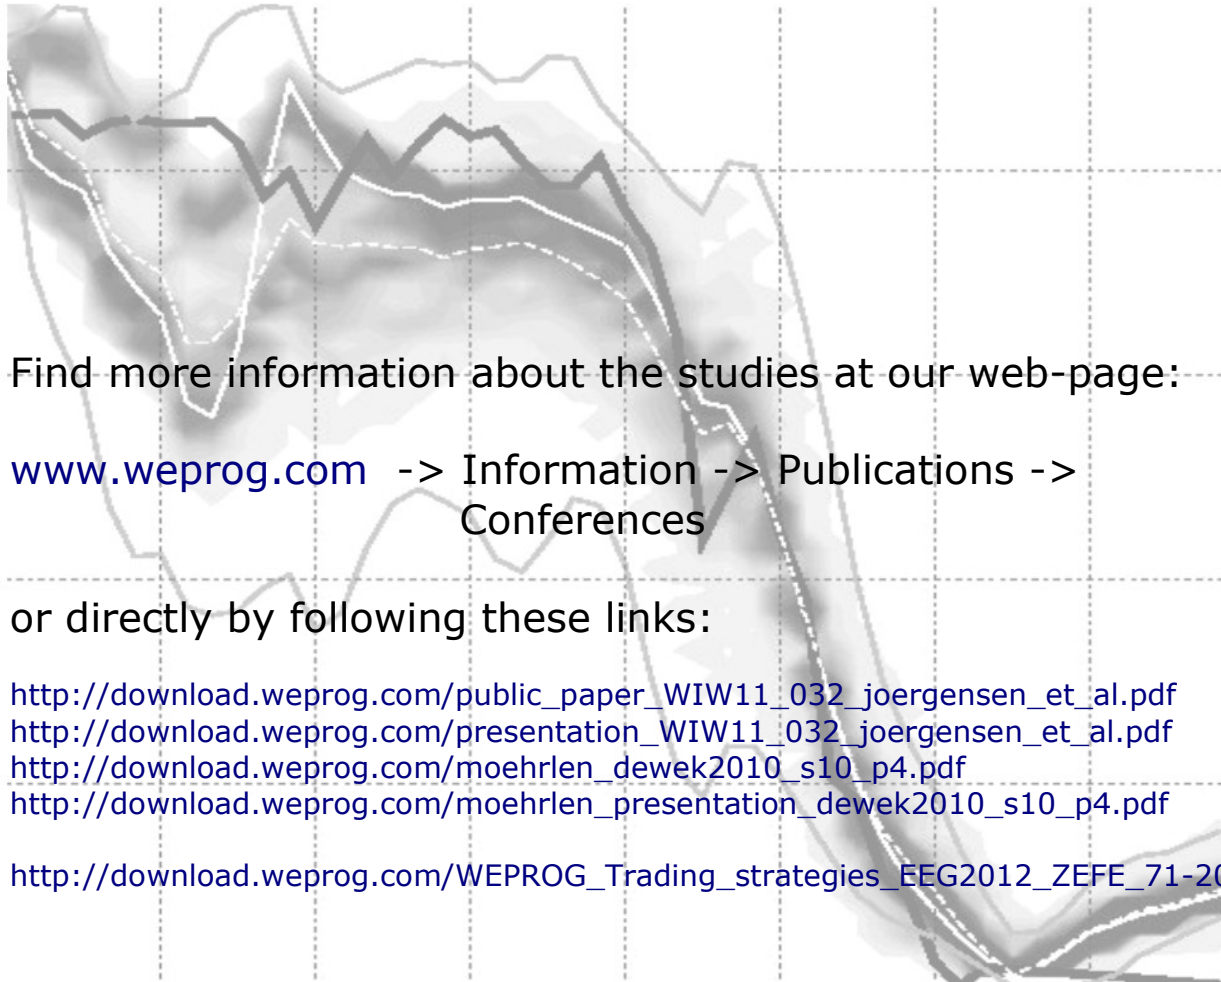 Find more information about the studies at our web-page:
www.weprog.com -> Information -> Publications ->
Conferences
or directly by following these links:
http://download.weprog.com/public_paper_WIW11_032_joergensen_et_al.pdf
http://download.weprog.com/presentation_WIW11_032_joergensen_et_al.pdf
http://download.weprog.com/moehrlen_dewek2010_s10_p4.pdf
http://download.weprog.com/moehrlen_presentation_dewek2010_s10_p4.pdf
http://download.weprog.com/WEPROG_Trading_strategies_EEG2012_ZEFE_71-20